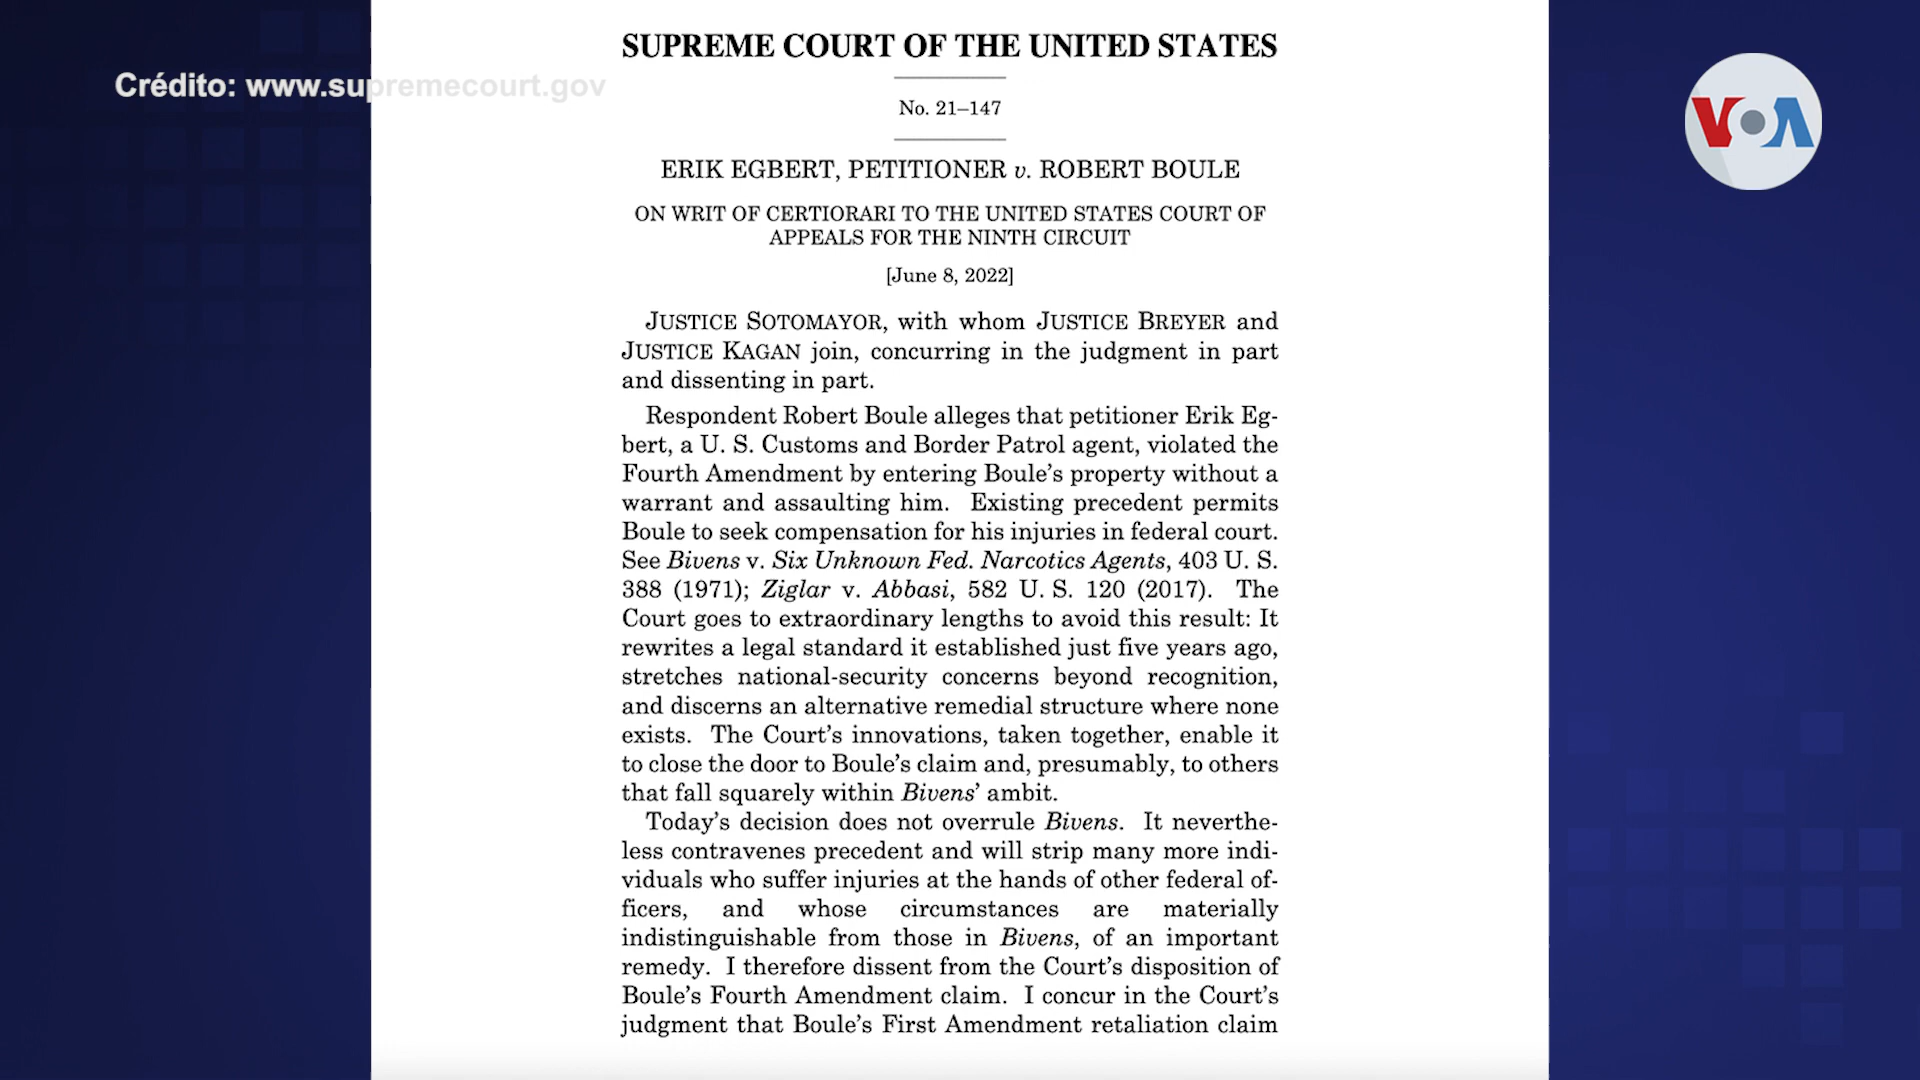 SUPREME COURT OF THE UNITED STATES
Crédito: www.supremecourt.gov
VOA
No. 21–147
ERIK EGBERT, PETITIONER v. ROBERT BOULE
ON WRIT OF CERTIORARI TO THE UNITED STATES COURT OF
APPEALS FOR THE NINTH CIRCUIT
[June 8, 2022]
JUSTICE SOTOMAYOR, with whom JUSTICE BREYER and
JUSTICE KAGAN join, concurring in the judgment in part
and dissenting in part.
Respondent Robert Boule alleges that petitioner Erik Eg-
bert, a U. S. Customs and Border Patrol agent, violated the
Fourth Amendment by entering Boule’s property without a
warrant and assaulting him. Existing precedent permits
Boule to seek compensation for his injuries in federal court.
See Bivens v. Six Unknown Fed. Narcotics Agents, 403 U. S.
388 (1971); Ziglar v. Abbasi, 582 U. S. 120 (2017). The
Court goes to extraordinary lengths to avoid this result: It
rewrites a legal standard it established just five years ago,
stretches national-security concerns beyond recognition,
and discerns an alternative remedial structure where none
exists. The Court’s innovations, taken together, enable it
to close the door to Boule’s claim and, presumably, to others
that fall squarely within Bivens’ ambit.
Today’s decision does not overrule Bivens. It neverthe-
less contravenes precedent and will strip many more indi-
viduals who suffer injuries at the hands of other federal of-
ficers, and whose circumstances are materially
indistinguishable from those in Bivens, of an important
remedy. I therefore dissent from the Court’s disposition of
Boule’s Fourth Amendment claim. I concur in the Court’s
judgment that Boule’s First Amendment retaliation claim